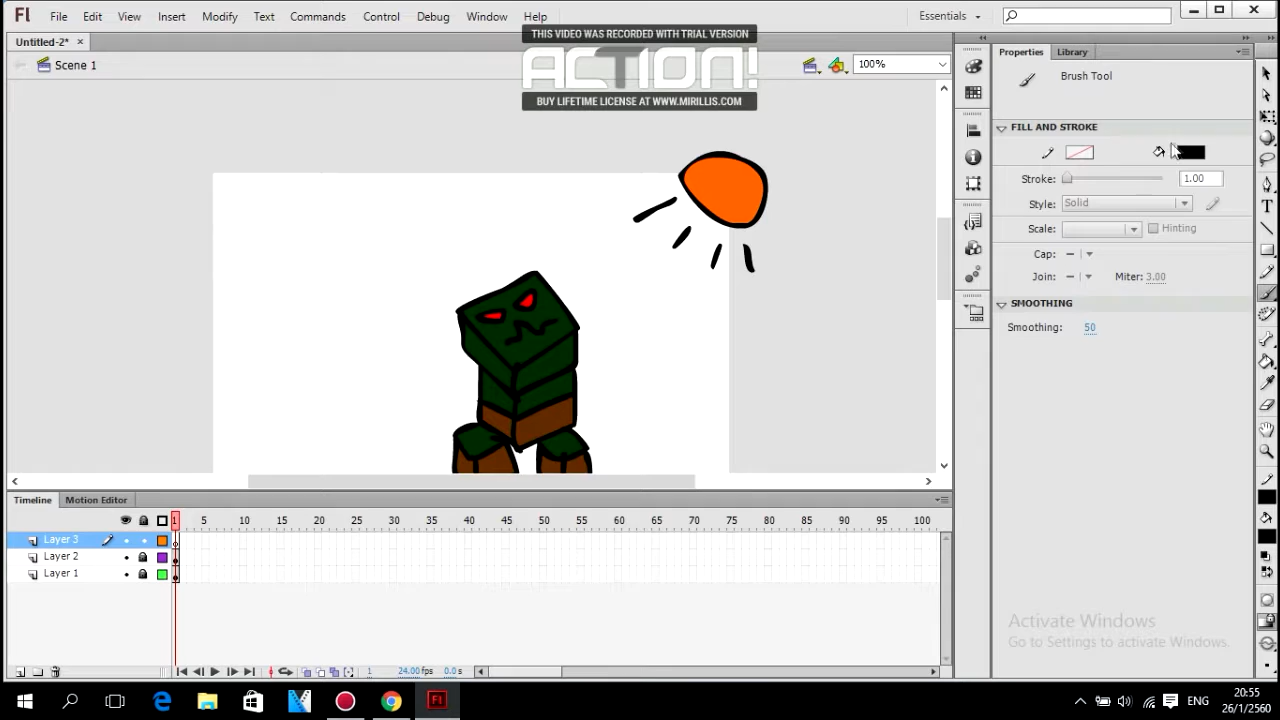 Fl File Edit View Insert Modify Text Commands Control Debug Window Help Essentials
THIS VIDEO WAS RECORDED WITH TRIAL VERSION
ACTION!
BUY LIFETIME LICENSE AT WWW.MIRILLIS.COM
Untitled-2* ×
Scene 1 100%
Properties Library
Brush Tool
FILL AND STROKE
Stroke: 1.00
Style: Solid
Scale: Hinting
Cap:
Join: Miter: 3.00
SMOOTHING
Smoothing: 50
Timeline Motion Editor
1 5 10 15 20 25 30 35 40 45 50 55 60 65 70 75 80 85 90 95 100
Layer 3
Layer 2
Layer 1
1 24.00 fps 0.0 s
Activate Windows
Go to Settings to activate Windows.
ENG
20:55
26/1/2560